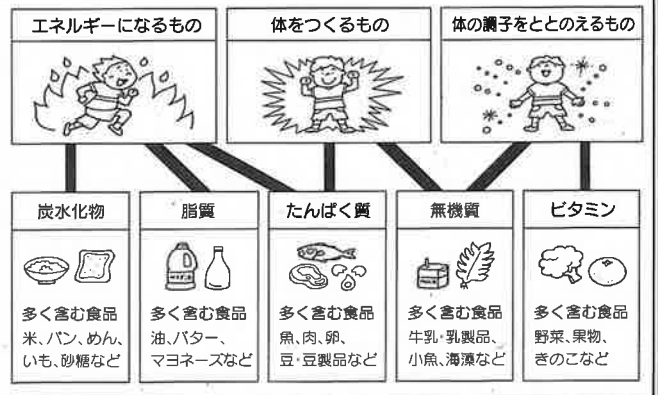 エネルギーになるもの
体をつくるもの
体の調子をととのえるもの
炭水化物
多く含む食品
米、パン、めん、
いも、砂糖など
脂質
多く含む食品
油、バター、
マヨネーズなど
たんぱく質
多く含む食品
魚、肉、卵、
豆・豆製品など
無機質
多く含む食品
牛乳・乳製品、
小魚、海藻など
ビタミン
多く含む食品
野菜、果物、
きのこなど